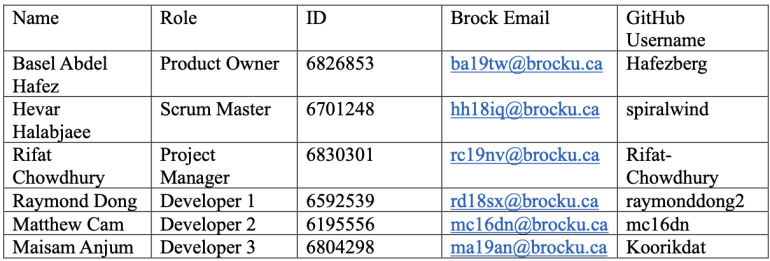 Name Role ID Brock Email GitHub
Username
Basel Abdel Product Owner 6826853 ba19tw@brocku.ca Hafezberg
Hafez
Hevar Scrum Master 6701248 hh18iq@brocku.ca spiralwind
Halabjaee
Rifat Project 6830301 rc19nv@brocku.ca Rifat-
Chowdhury Manager Chowdhury
Raymond Dong Developer 1 6592539 rd18sx@brocku.ca raymonddong2
Matthew Cam Developer 2 6195556 mc16dn@brocku.ca mc16dn
Maisam Anjum Developer 3 6804298 ma19an@brocku.ca Koorikdat